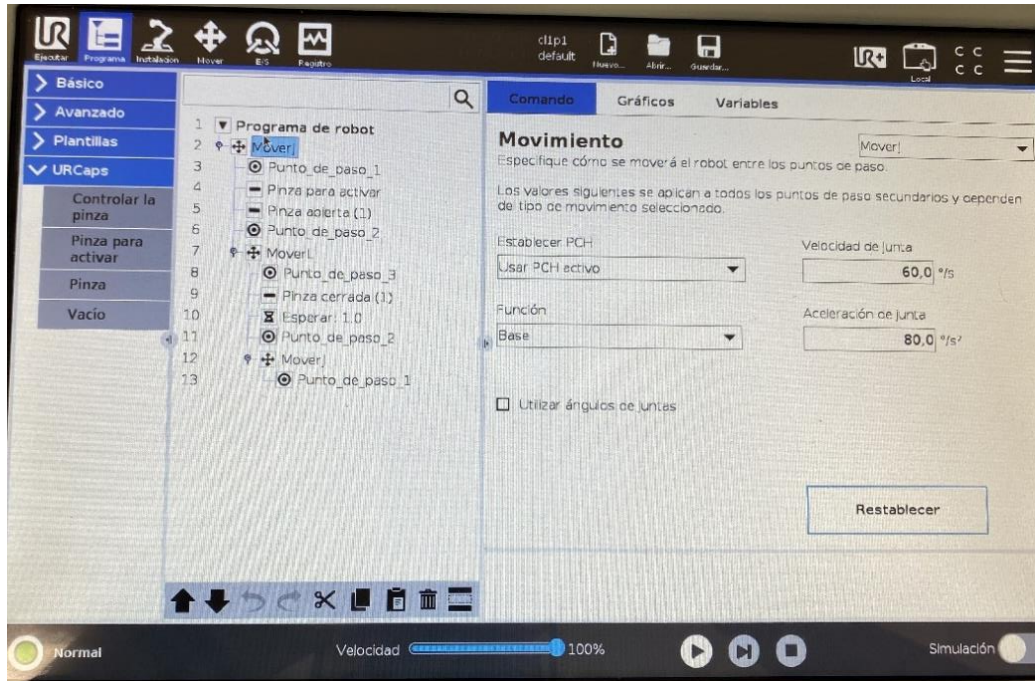 UR
Ejecutar Programa Instalación Mover E/S Registro
cl1p1
default
Nuevo... Abrir... Guardar...
UR+
Local
C C
C C
Básico
Avanzado
Plantillas
URCaps
Controlar la
pinza
Pinza para
activar
Pinza
Vacío
1 Programa de robot
2 MoverJ
3 Punto_de_paso_1
4 Pinza para activar
5 Pinza abierta (1)
6 Punto_de_paso_2
7 MoverL
8 Punto_de_paso_3
9 Pinza cerrada (1)
10 Esperar: 1.0
11 Punto_de_paso_2
12 MoverJ
13 Punto_de_paso_1
Comando Gráficos Variables
Movimiento
MoverJ
Especifique cómo se moverá el robot entre los puntos de paso.
Los valores siguientes se aplican a todos los puntos de paso secundarios y dependen
del tipo de movimiento seleccionado.
Establecer PCH
Velocidad de junta
Usar PCH activo
60,0 °/s
Función
Aceleración de junta
Base
80,0 °/s²
Utilizar ángulos de juntas
Restablecer
Normal
Velocidad 100%
Simulación